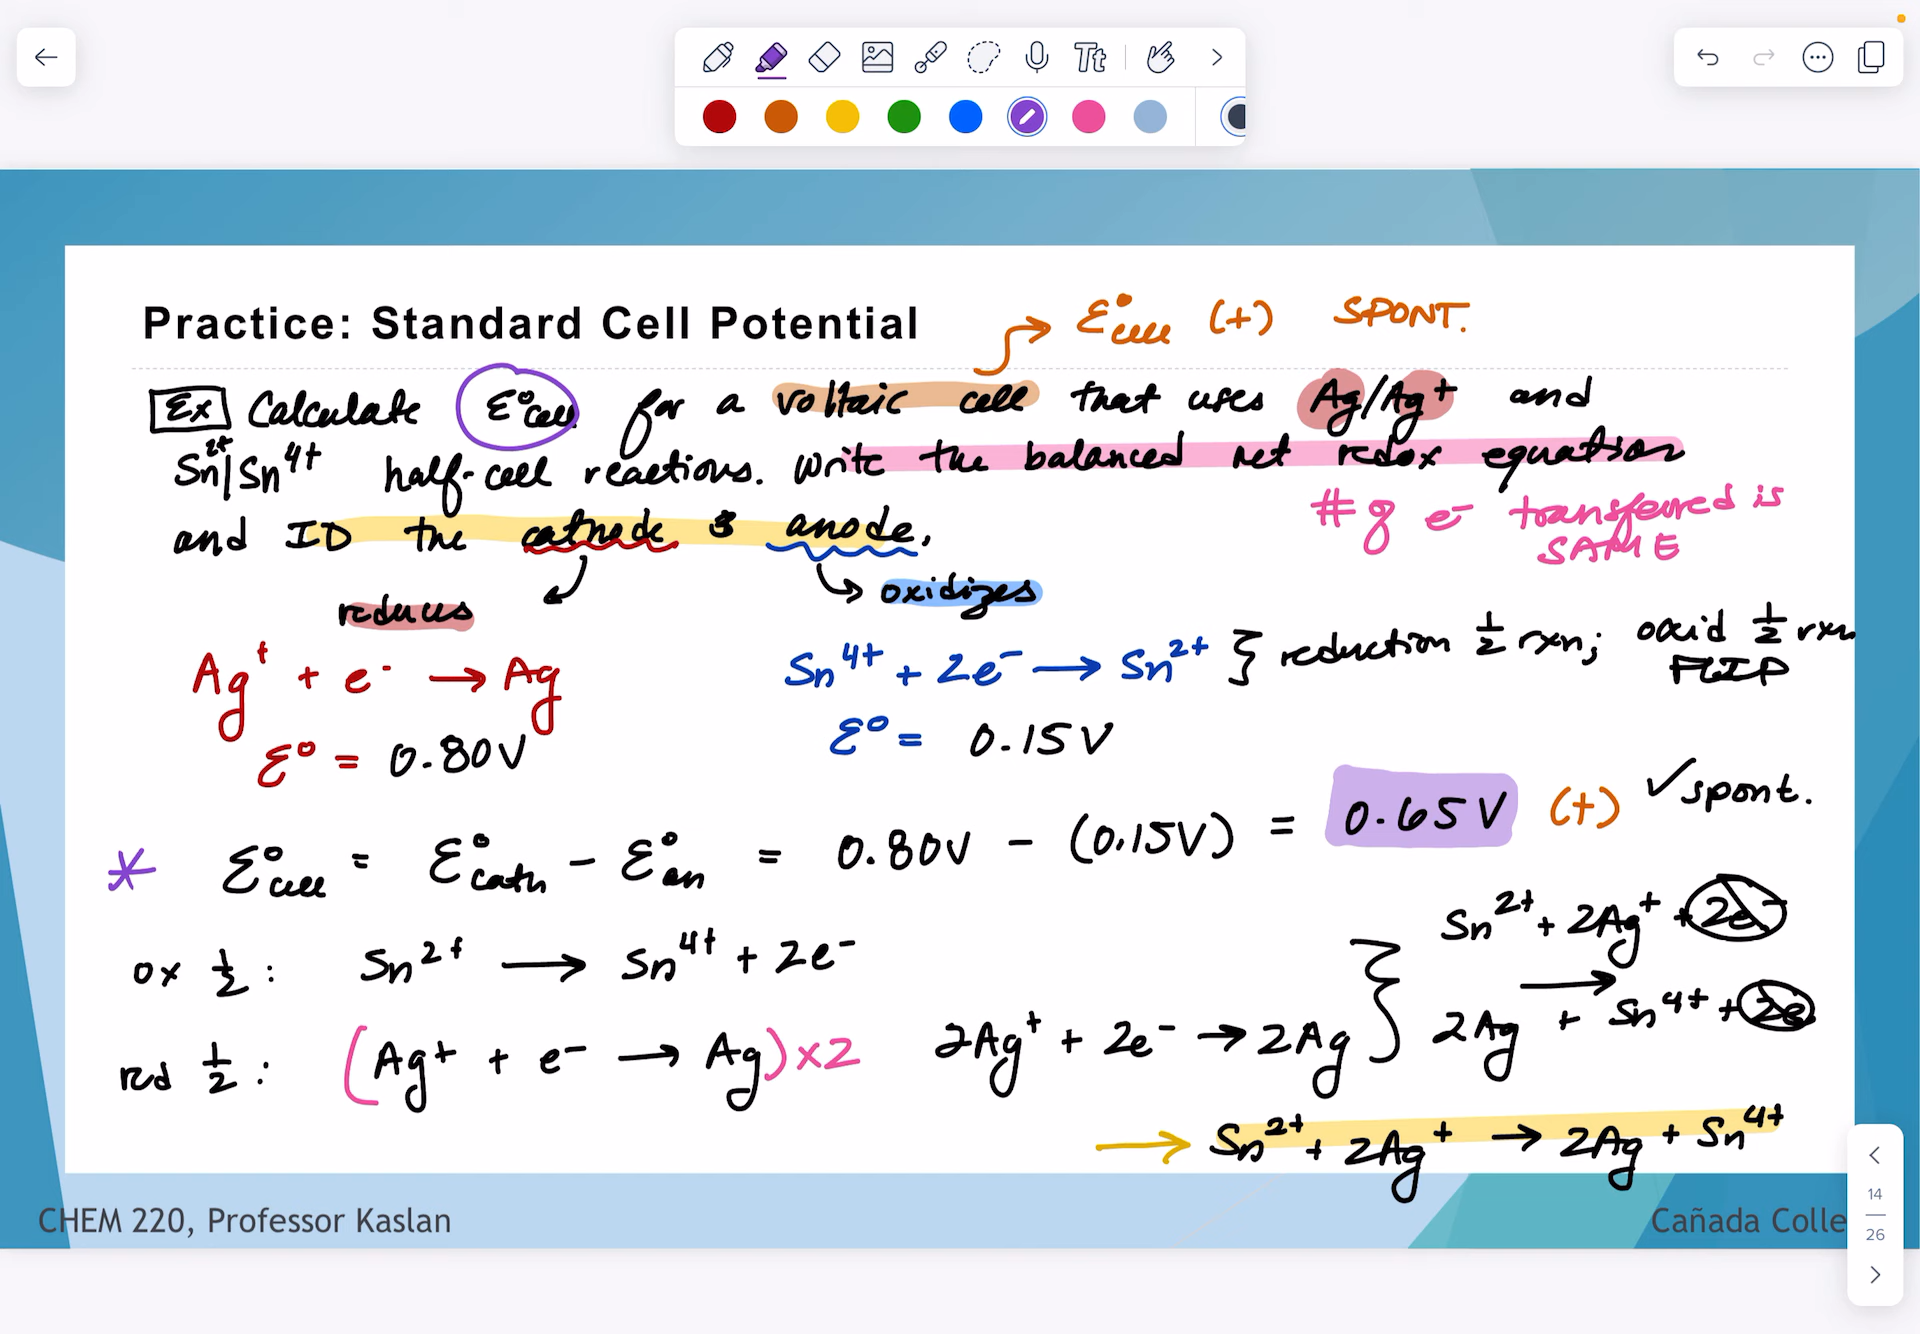 Practice: Standard Cell Potential
Ɛ°cell (+) SPONT.
Ex Calculate Ɛ°cell for a voltaic cell that uses Ag/Ag⁺ and
Sn²⁺/Sn⁴⁺ half-cell reactions. Write the balanced net redox equation
and ID the cathode & anode.
# of e⁻ transferred is
SAME
reduces
oxidizes
Ag⁺ + e⁻ → Ag
Sn⁴⁺ + 2e⁻ → Sn²⁺ } reduction ½ rxn; oxid ½ rxn
FLIP
Ɛ° = 0.80V
Ɛ° = 0.15V
* Ɛ°cell = Ɛ°cath - Ɛ°an = 0.80V - (0.15V) = 0.65V (+) ✓spont.
ox ½: Sn²⁺ → Sn⁴⁺ + 2e⁻
red ½: (Ag⁺ + e⁻ → Ag)x2 2Ag⁺ + 2e⁻ → 2Ag }
Sn²⁺ + 2Ag⁺ + 2e⁻
→
2Ag + Sn⁴⁺ + 2e
→ Sn²⁺ + 2Ag⁺ → 2Ag + Sn⁴⁺
CHEM 220, Professor Kaslan
Cañada Colle
14
26
Tt